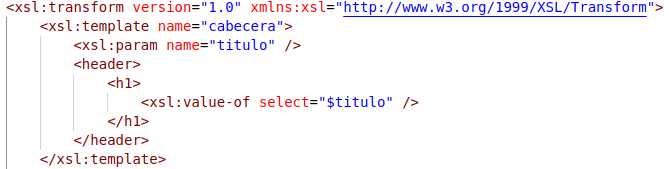 <xsl:transform version="1.0" xmlns:xsl="http://www.w3.org/1999/XSL/Transform">
<xsl:template name="cabecera">
<xsl:param name="titulo" />
<header>
<h1>
<xsl:value-of select="$titulo" />
</h1>
</header>
</xsl:template>